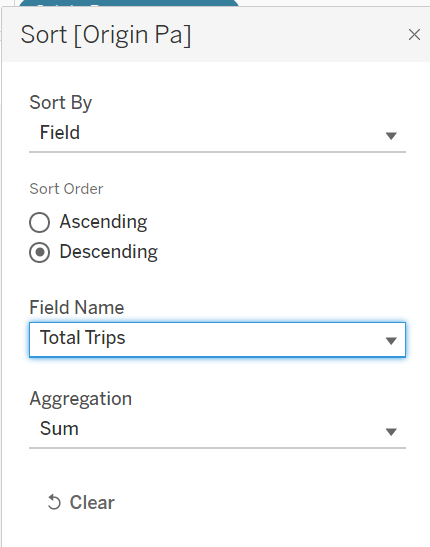 Sort [Origin Pa]
Sort By
Field
Sort Order
Ascending
Descending
Field Name
Total Trips
Aggregation
Sum
Clear